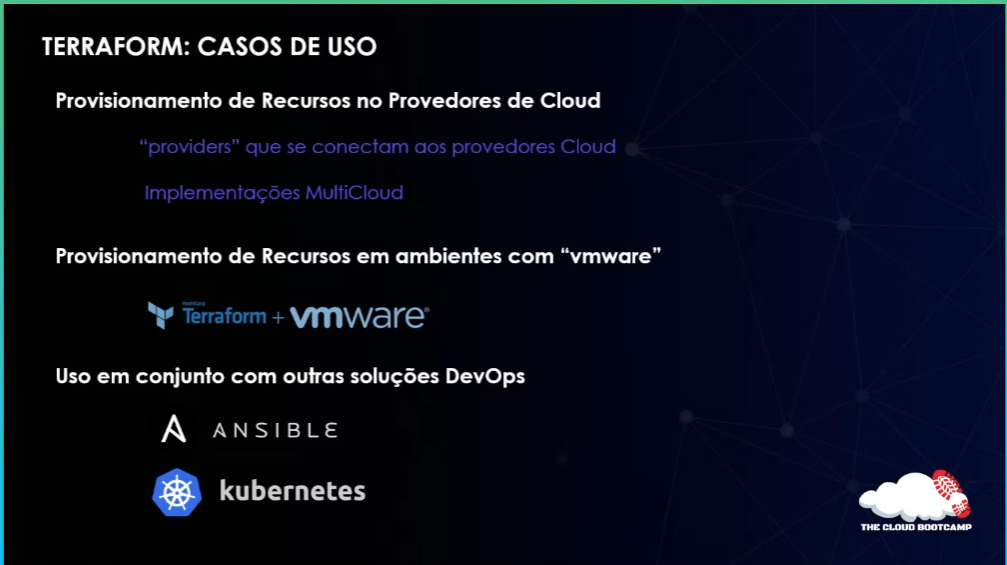 TERRAFORM: CASOS DE USO
Provisionamento de Recursos no Provedores de Cloud
“providers” que se conectam aos provedores Cloud
Implementações MultiCloud
Provisionamento de Recursos em ambientes com “vmware”
HashiCorp
Terraform + vmware®
Uso em conjunto com outras soluções DevOps
ANSIBLE
kubernetes
THE CLOUD BOOTCAMP